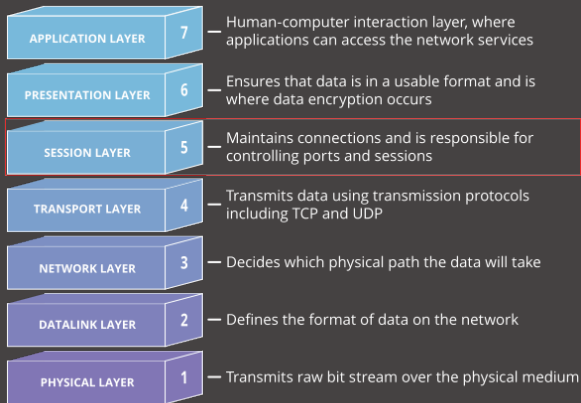 APPLICATION LAYER 7
Human-computer interaction layer, where
applications can access the network services
PRESENTATION LAYER 6
Ensures that data is in a usable format and is
where data encryption occurs
SESSION LAYER 5
Maintains connections and is responsible for
controlling ports and sessions
TRANSPORT LAYER 4
Transmits data using transmission protocols
including TCP and UDP
NETWORK LAYER 3
Decides which physical path the data will take
DATALINK LAYER 2
Defines the format of data on the network
PHYSICAL LAYER 1
Transmits raw bit stream over the physical medium